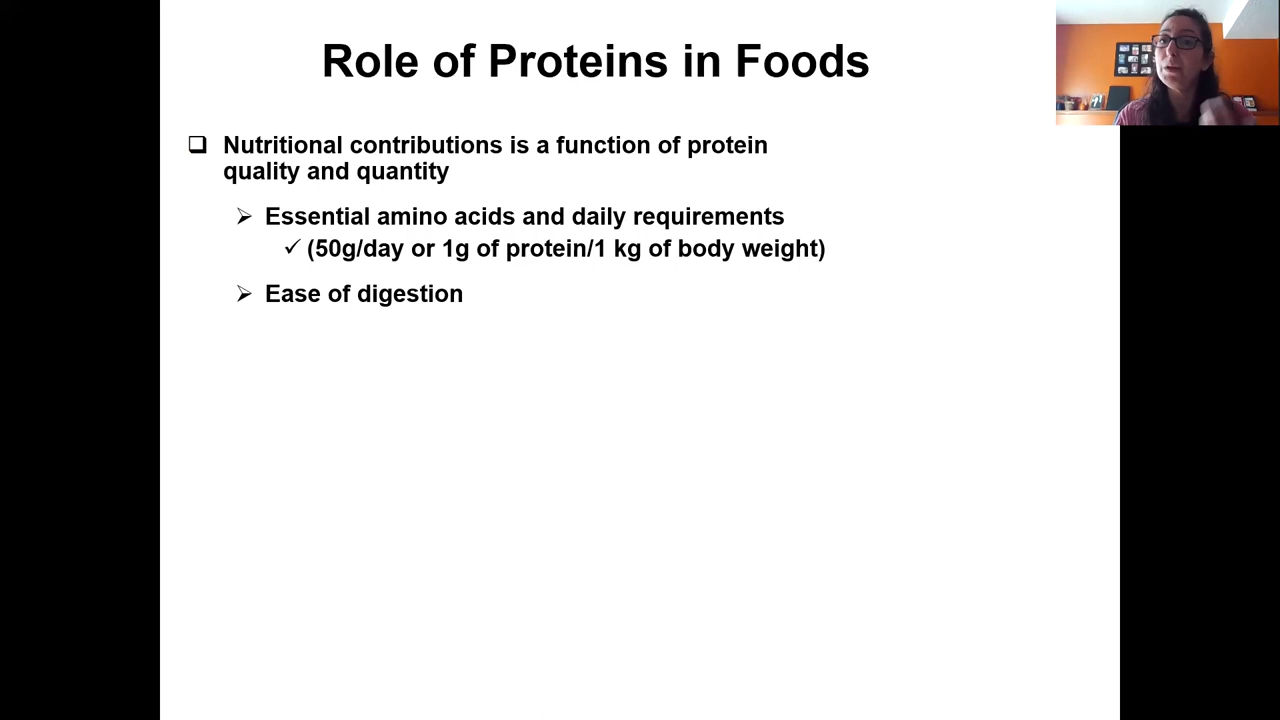 Role of Proteins in Foods
Nutritional contributions is a function of protein
quality and quantity
Essential amino acids and daily requirements
(50g/day or 1g of protein/1 kg of body weight)
Ease of digestion